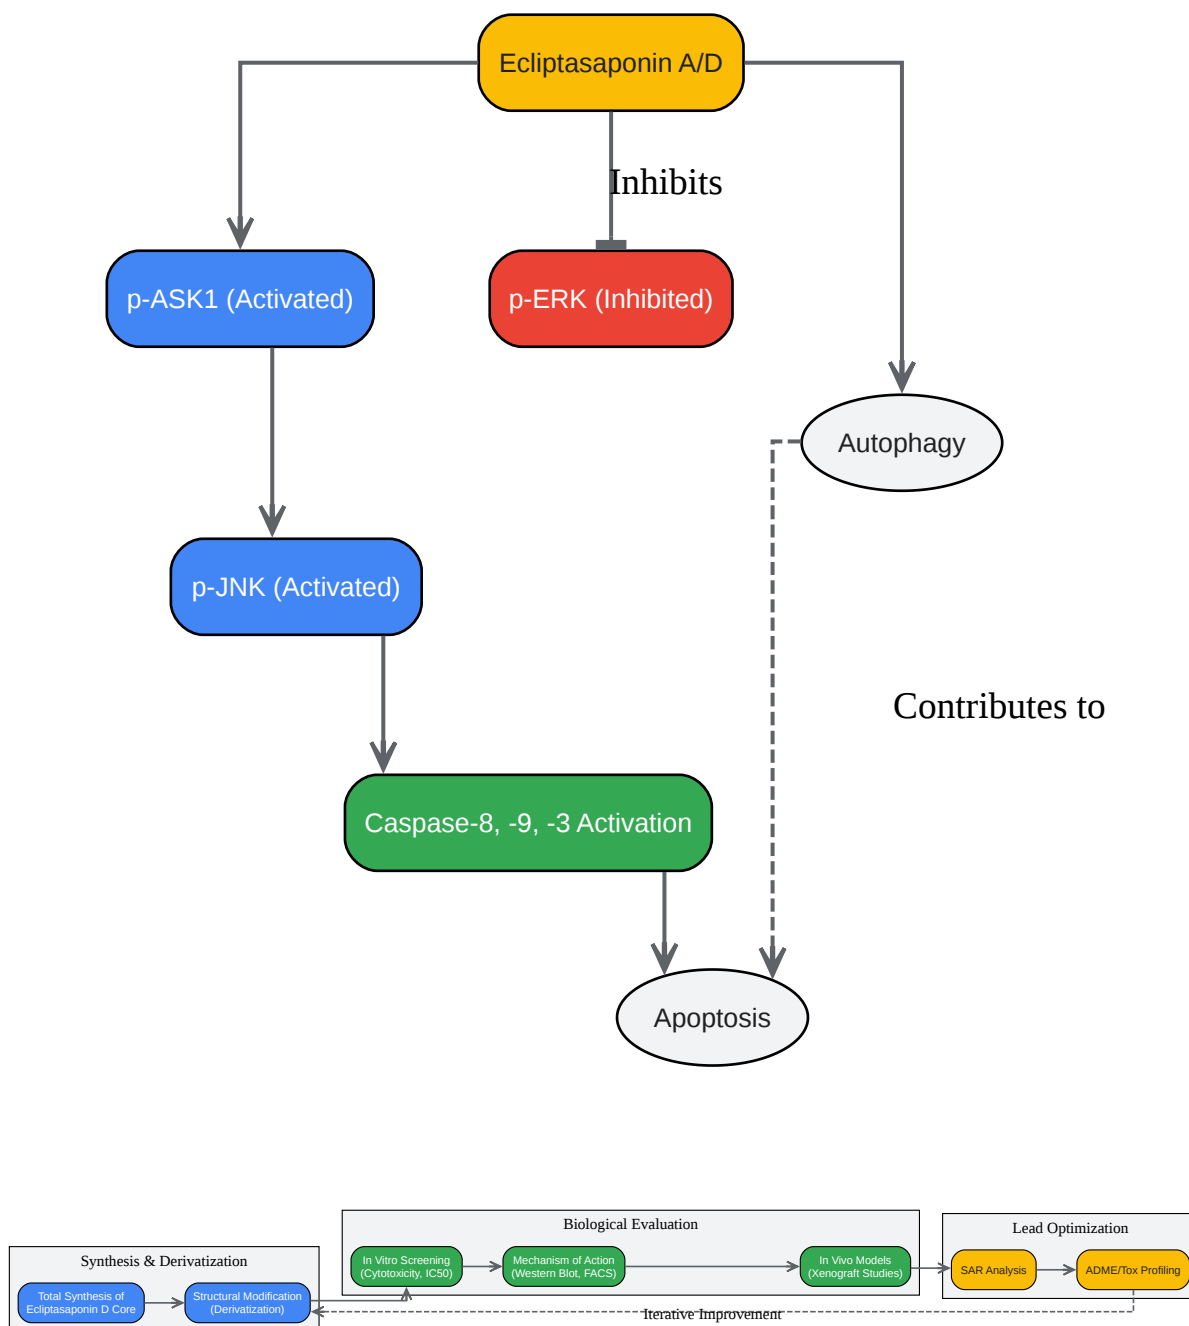 Ecliptasaponin A/D
Inhibits
p-ASK1 (Activated)
p-ERK (Inhibited)
Autophagy
p-JNK (Activated)
Contributes to
Caspase-8, -9, -3 Activation
Apoptosis
Synthesis & Derivatization
Total Synthesis of
Ecliptasaponin D Core
Structural Modification
(Derivatization)
Biological Evaluation
In Vitro Screening
(Cytotoxicity, IC50)
Mechanism of Action
(Western Blot, FACS)
In Vivo Models
(Xenograft Studies)
Lead Optimization
SAR Analysis
ADME/Tox Profiling
Iterative Improvement